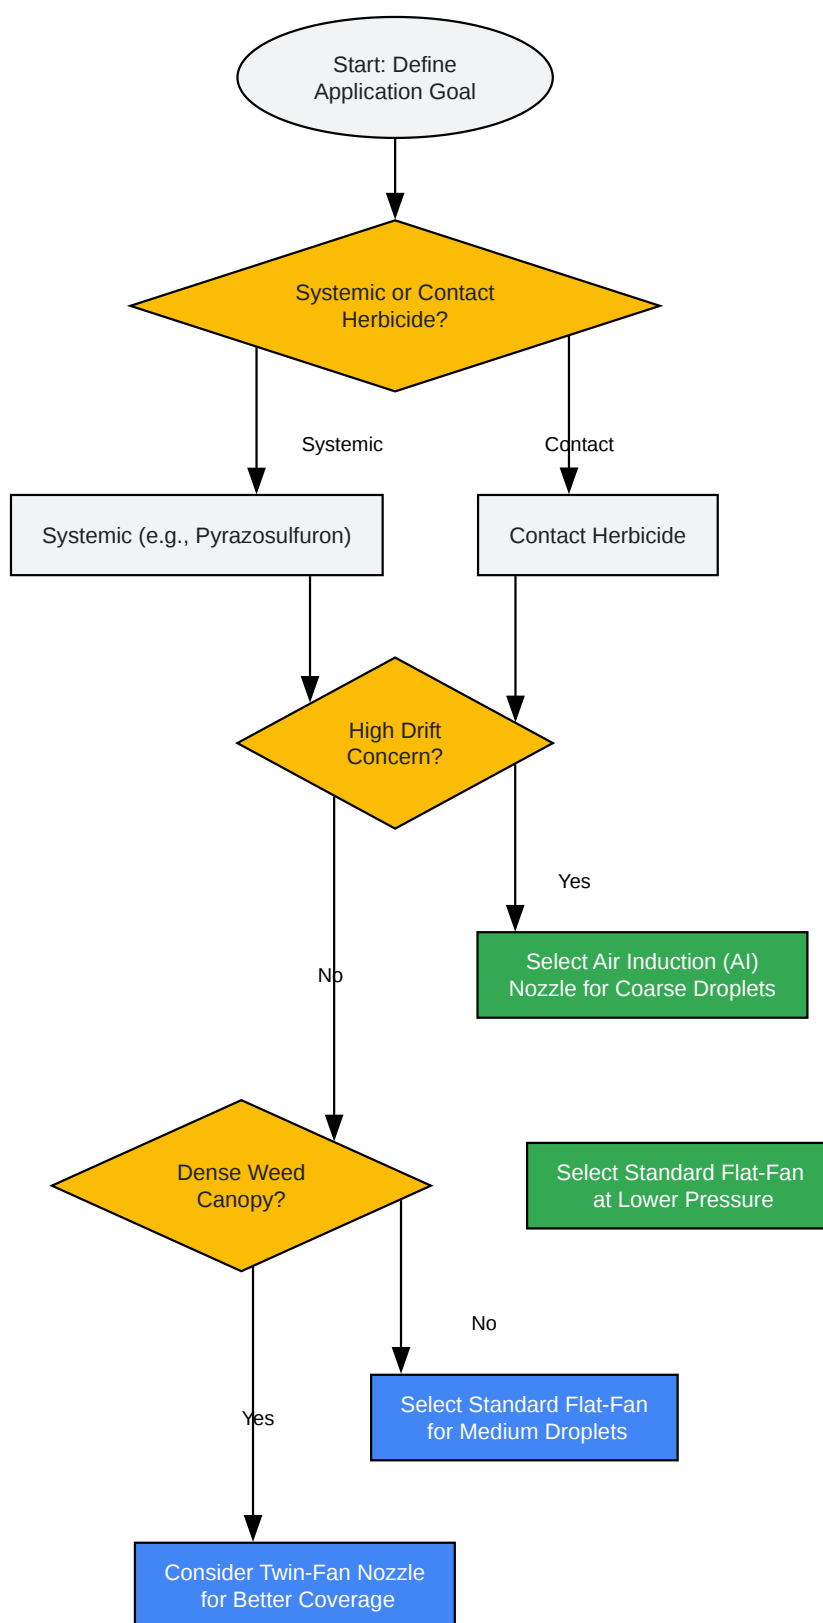 Start: Define
Application Goal
Systemic or Contact
Herbicide?
Systemic
Contact
Systemic (e.g., Pyrazosulfuron)
Contact Herbicide
High Drift
Concern?
Yes
Select Air Induction (AI)
Nozzle for Coarse Droplets
No
Dense Weed
Canopy?
Select Standard Flat-Fan
at Lower Pressure
No
Select Standard Flat-Fan
for Medium Droplets
Yes
Consider Twin-Fan Nozzle
for Better Coverage